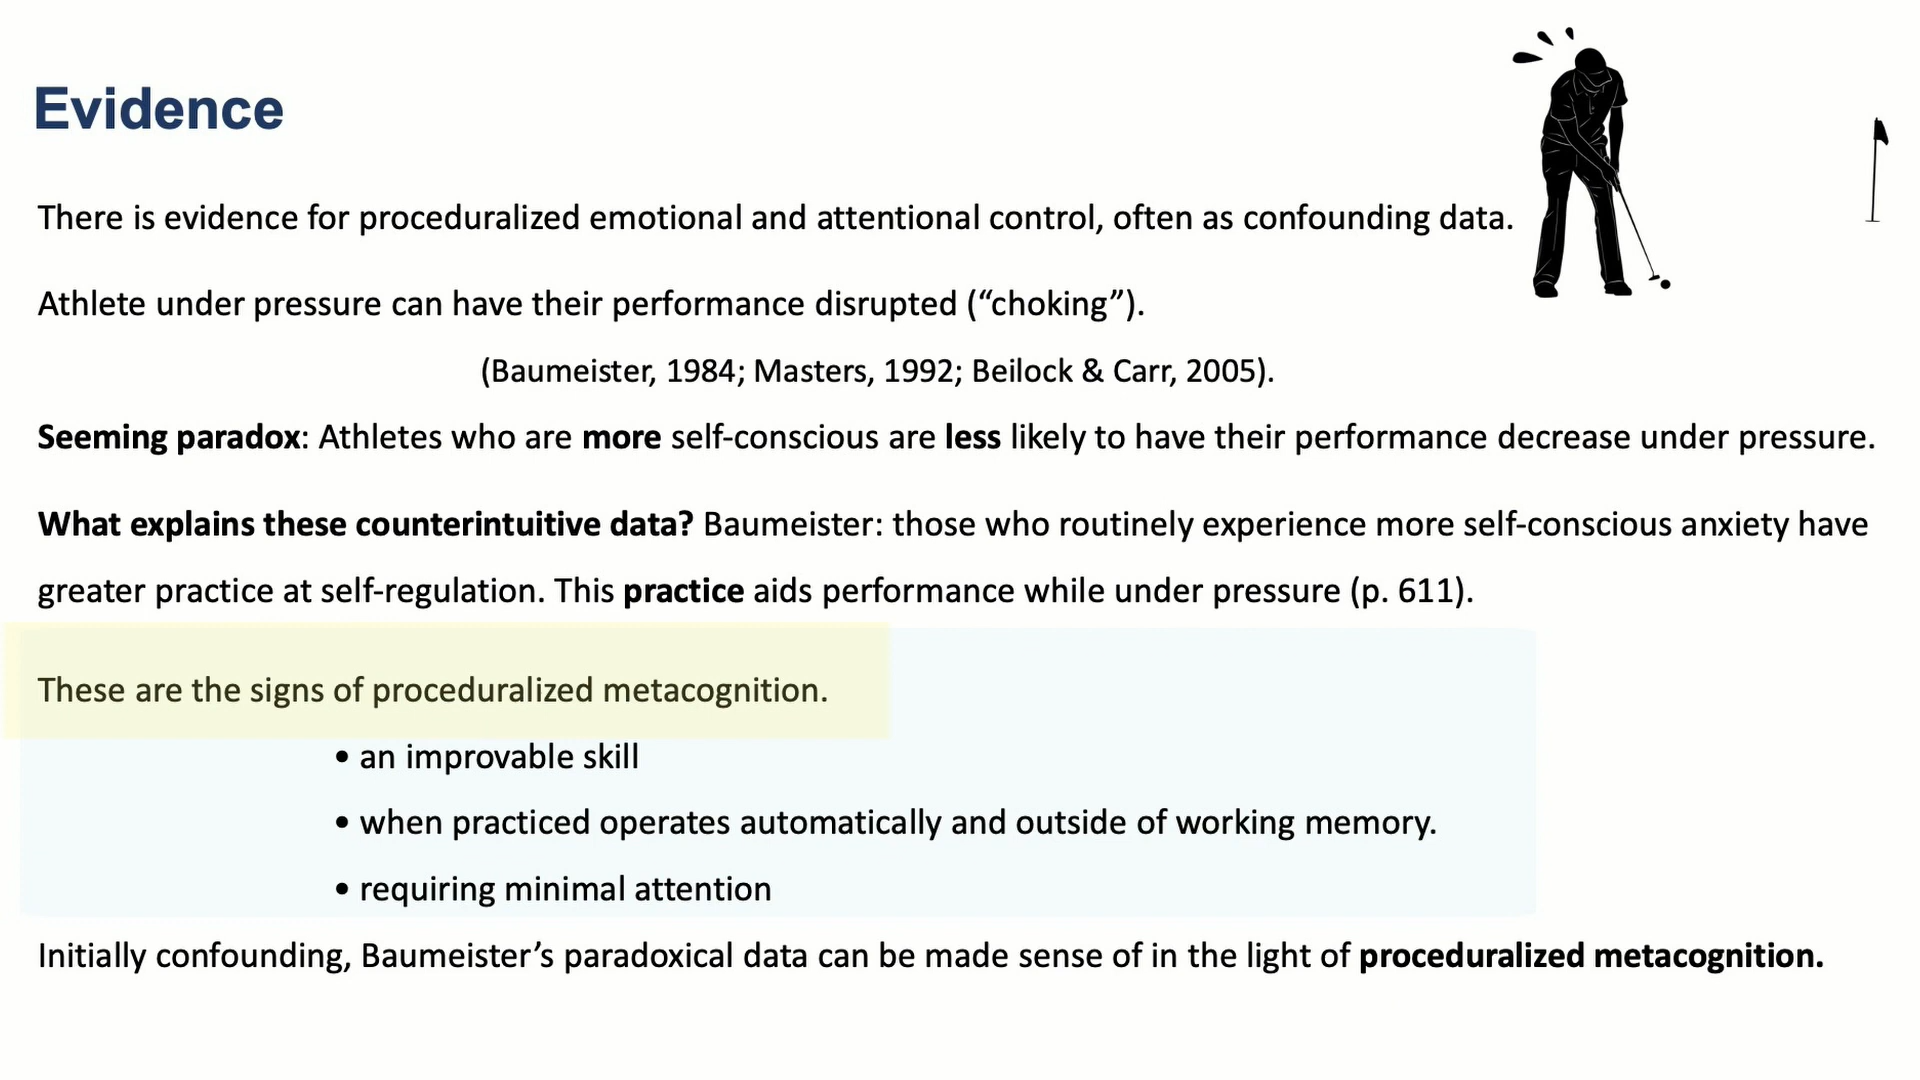 Evidence
There is evidence for proceduralized emotional and attentional control, often as confounding data.
Athlete under pressure can have their performance disrupted (“choking”).
(Baumeister, 1984; Masters, 1992; Beilock & Carr, 2005).
Seeming paradox: Athletes who are more self-conscious are less likely to have their performance decrease under pressure.
What explains these counterintuitive data? Baumeister: those who routinely experience more self-conscious anxiety have
greater practice at self-regulation. This practice aids performance while under pressure (p. 611).
These are the signs of proceduralized metacognition.
• an improvable skill
• when practiced operates automatically and outside of working memory.
• requiring minimal attention
Initially confounding, Baumeister’s paradoxical data can be made sense of in the light of proceduralized metacognition.